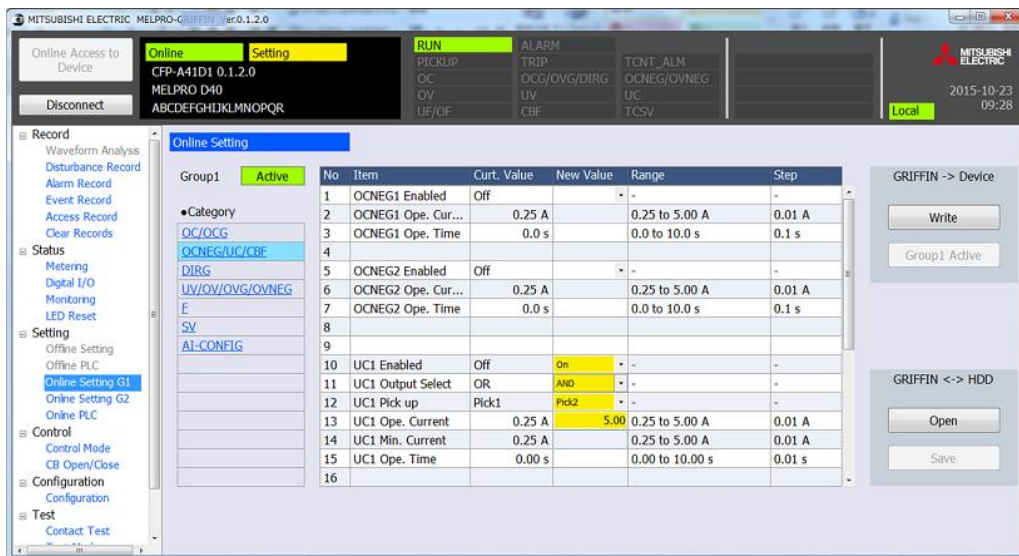 MITSUBISHI ELECTRIC MELPRO-GRIFFIN Ver.0.1.2.0
Online Access to Device
Disconnect
Online Setting
CFP-A41D1 0.1.2.0
MELPRO D40
ABCDEFGHIJKLMNOPQR
RUN ALARM
PICKUP TRIP TCNT_ALM
OC OCG/OVG/DIRG OCNEG/OVNEG
OV UV UC
UF/OF CBF TCSV
MITSUBISHI ELECTRIC
2015-10-23
09:28
Local
Record
Waveform Analysis
Disturbance Record
Alarm Record
Event Record
Access Record
Clear Records
Status
Metering
Digital I/O
Monitoring
LED Reset
Setting
Offline Setting
Offline PLC
Online Setting G1
Online Setting G2
Online PLC
Control
Control Mode
CB Open/Close
Configuration
Configuration
Test
Contact Test
Online Setting
Group1 Active
●Category
OC/OCG
OCNEG/UC/CBF
DIRG
UV/OV/OVG/OVNEG
F
SV
AI-CONFIG
No Item Curt. Value New Value Range Step
1 OCNEG1 Enabled Off - -
2 OCNEG1 Ope. Cur... 0.25 A 0.25 to 5.00 A 0.01 A
3 OCNEG1 Ope. Time 0.0 s 0.0 to 10.0 s 0.1 s
4
5 OCNEG2 Enabled Off - -
6 OCNEG2 Ope. Cur... 0.25 A 0.25 to 5.00 A 0.01 A
7 OCNEG2 Ope. Time 0.0 s 0.0 to 10.0 s 0.1 s
8
9
10 UC1 Enabled Off On - -
11 UC1 Output Select OR AND - -
12 UC1 Pick up Pick1 Pick2 - -
13 UC1 Ope. Current 0.25 A 5.00 0.25 to 5.00 A 0.01 A
14 UC1 Min. Current 0.25 A 0.25 to 5.00 A 0.01 A
15 UC1 Ope. Time 0.00 s 0.00 to 10.00 s 0.01 s
16
GRIFFIN -> Device
Write
Group1 Active
GRIFFIN <-> HDD
Open
Save